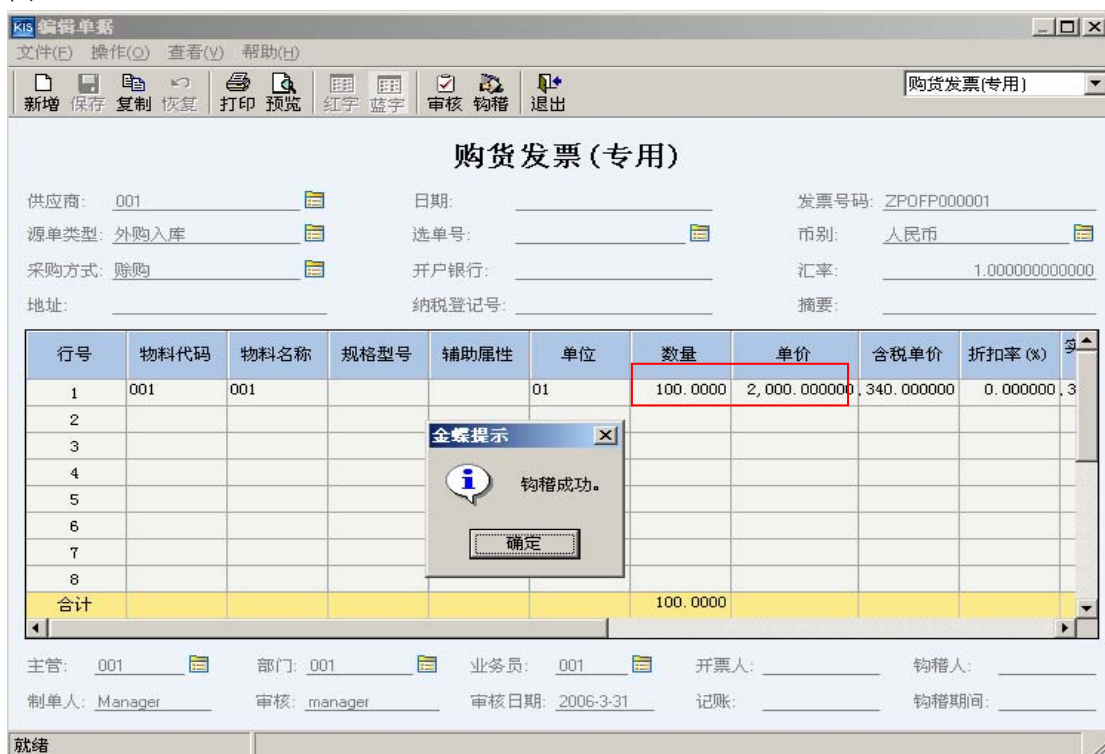 KIS 编辑单据
文件(F) 操作(O) 查看(V) 帮助(H)
新增 保存 复制 恢复 打印 预览 红字 蓝字 审核 钩稽 退出 购货发票(专用)
购货发票(专用)
供应商: 001 日期: 发票号码: ZPOFP000001
源单类型: 外购入库 选单号: 币别: 人民币
采购方式: 赊购 开户银行: 汇率: 1.000000000000
地址: 纳税登记号: 摘要:
行号 物料代码 物料名称 规格型号 辅助属性 单位 数量 单价 含税单价 折扣率(%)
1 001 001 01 100.0000 2,000.000000 ,340.000000 0.000000 ,3
2
3
4
5
6
7
8
金蝶提示
钩稽成功。
确定
合计 100.0000
主管: 001 部门: 001 业务员: 001 开票人: 钩稽人:
制单人: Manager 审核: manager 审核日期: 2006-3-31 记账: 钩稽期间:
就绪